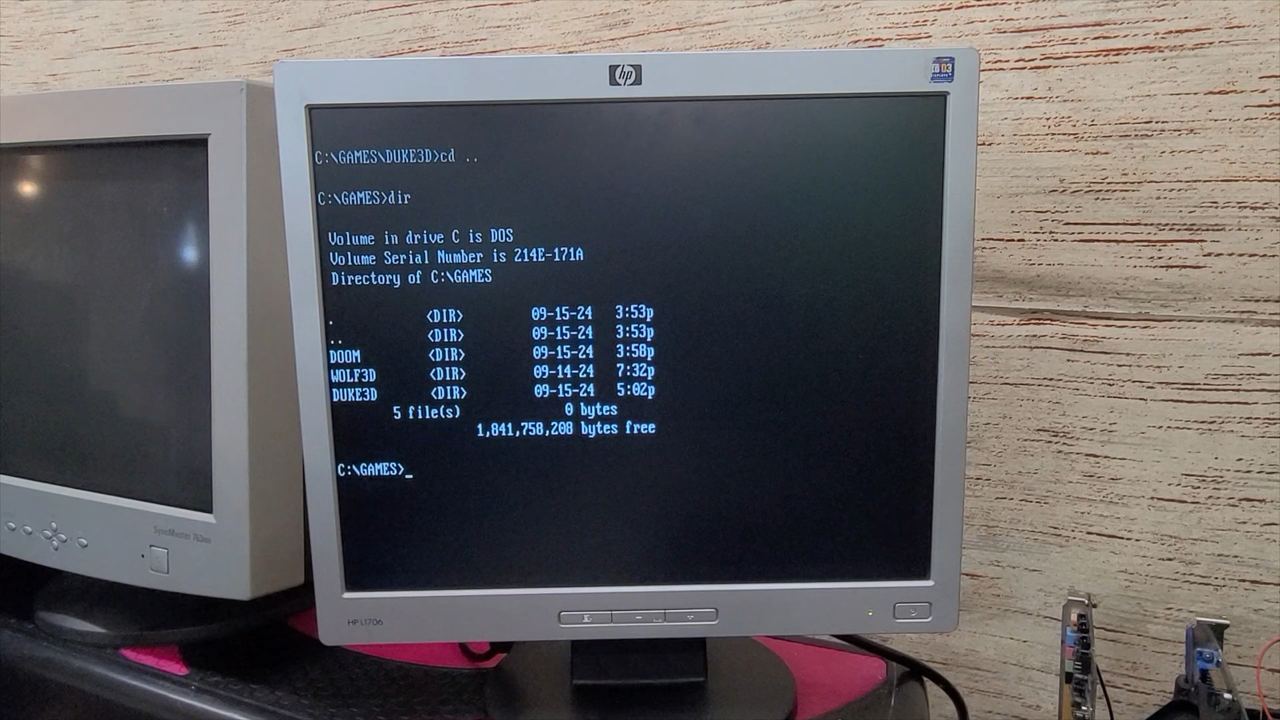 hp
C:\GAMES\DUKE3D>cd ..
C:\GAMES>dir
Volume in drive C is DOS
Volume Serial Number is 214E-171A
Directory of C:\GAMES
. <DIR> 09-15-24 3:53p
.. <DIR> 09-15-24 3:53p
DOOM <DIR> 09-15-24 3:58p
WOLF3D <DIR> 09-14-24 7:32p
DUKE3D <DIR> 09-15-24 5:02p
5 file(s) 0 bytes
1,841,758,208 bytes free
C:\GAMES>_
SyncMaster
HP L1706